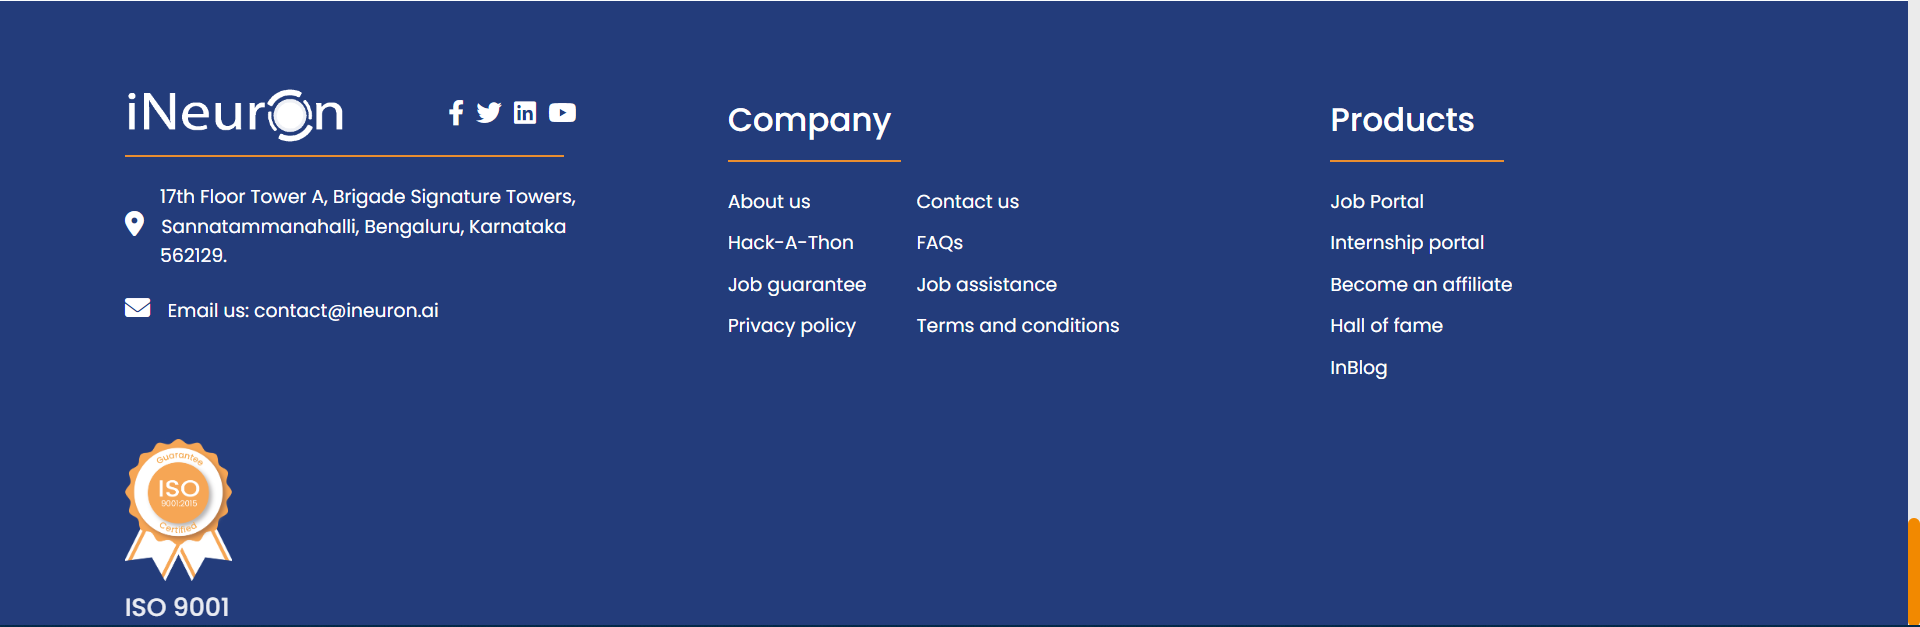 iNeuron
17th Floor Tower A, Brigade Signature Towers,
Sannatammanahalli, Bengaluru, Karnataka
562129.
Email us: contact@ineuron.ai
Company
About us
Contact us
Hack-A-Thon
FAQs
Job guarantee
Job assistance
Privacy policy
Terms and conditions
Products
Job Portal
Internship portal
Become an affiliate
Hall of fame
InBlog
Guarantee
ISO
9001:2015
Certified
ISO 9001